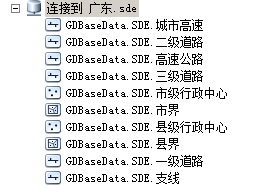 连接到 广东.sde
GDBaseData.SDE.城市高速
GDBaseData.SDE.二级道路
GDBaseData.SDE.高速公路
GDBaseData.SDE.三级道路
GDBaseData.SDE.市级行政中心
GDBaseData.SDE.市界
GDBaseData.SDE.县级行政中心
GDBaseData.SDE.县界
GDBaseData.SDE.一级道路
GDBaseData.SDE.支线